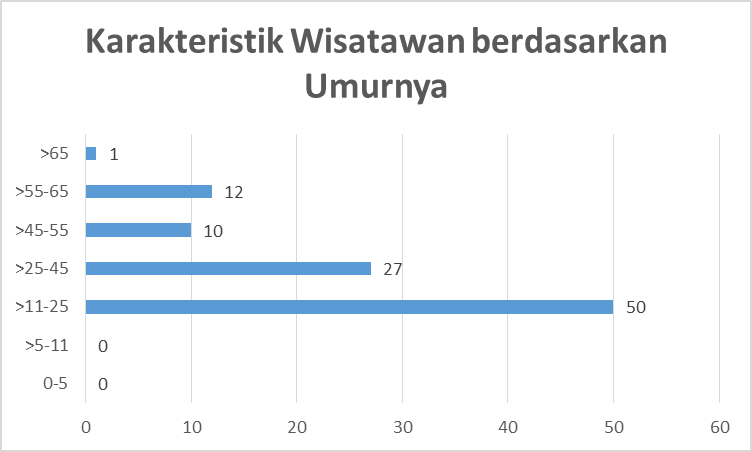 Karakteristik Wisatawan berdasarkan
Umurnya
>65 1
>55-65 12
>45-55 10
>25-45 27
>11-25 50
>5-11 0
0-5 0
0 10 20 30 40 50 60